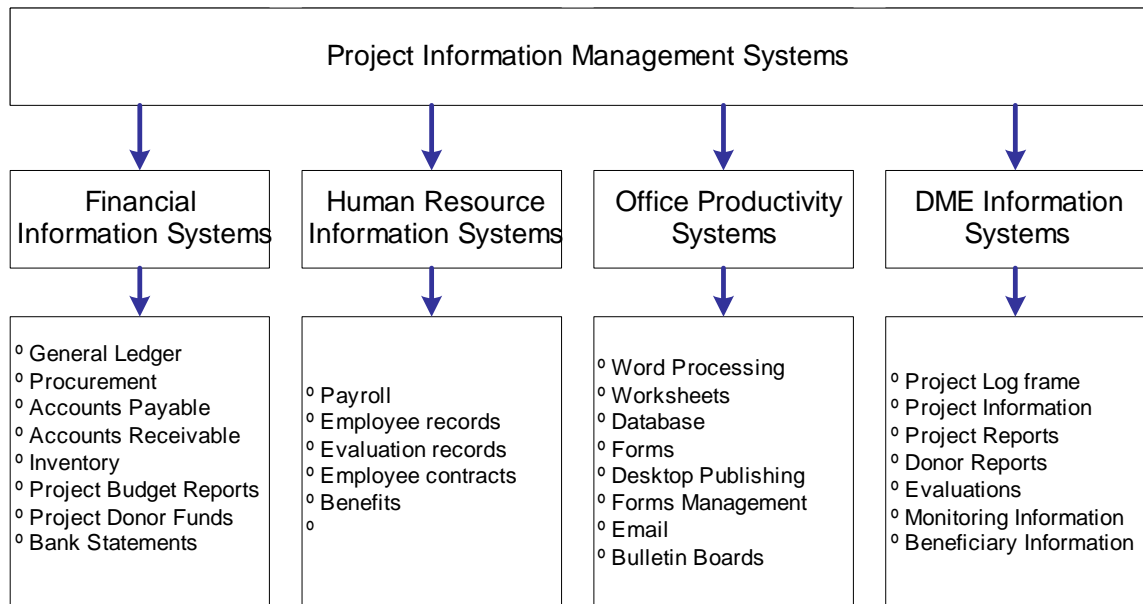 Project Information Management Systems
Financial
Information Systems
Human Resource
Information Systems
Office Productivity
Systems
DME Information
Systems
º General Ledger
º Procurement
º Accounts Payable
º Accounts Receivable
º Inventory
º Project Budget Reports
º Project Donor Funds
º Bank Statements
º Payroll
º Employee records
º Evaluation records
º Employee contracts
º Benefits
º
º Word Processing
º Worksheets
º Database
º Forms
º Desktop Publishing
º Forms Management
º Email
º Bulletin Boards
º Project Log frame
º Project Information
º Project Reports
º Donor Reports
º Evaluations
º Monitoring Information
º Beneficiary Information